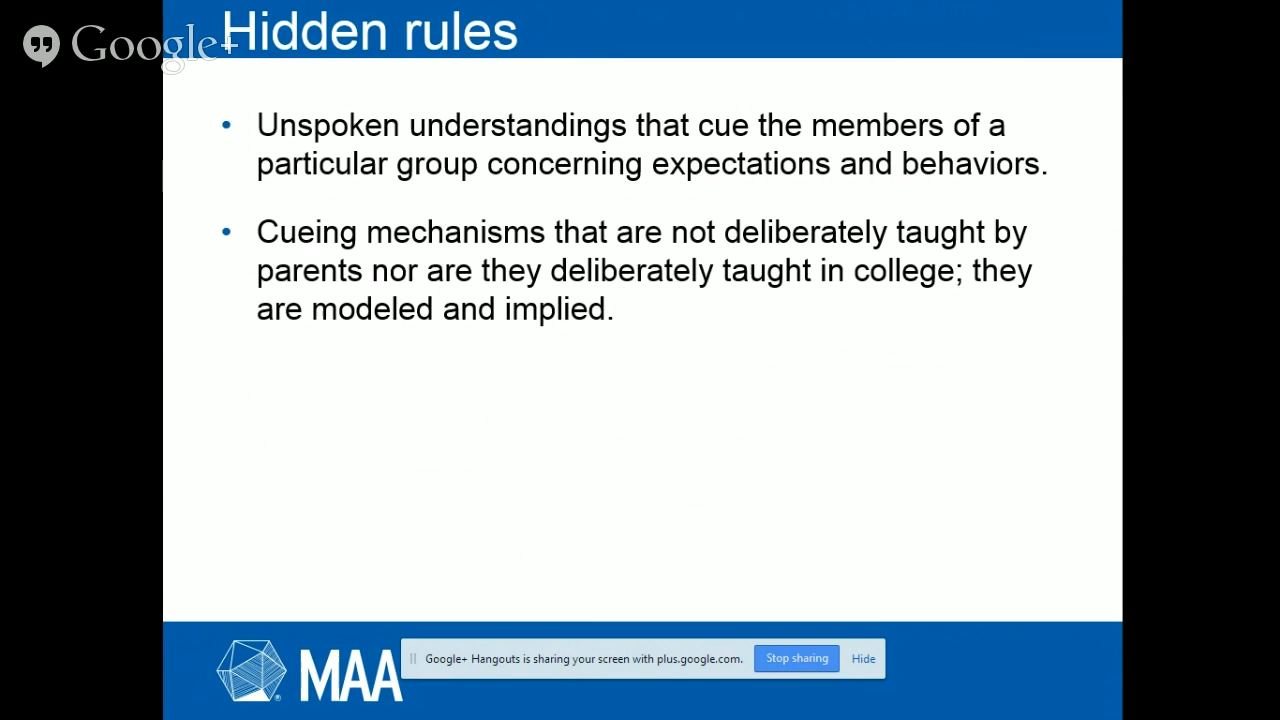 Google+
Hidden rules
• Unspoken understandings that cue the members of a
particular group concerning expectations and behaviors.
• Cueing mechanisms that are not deliberately taught by
parents nor are they deliberately taught in college; they
are modeled and implied.
MAA
Google+ Hangouts is sharing your screen with plus.google.com. Stop sharing Hide